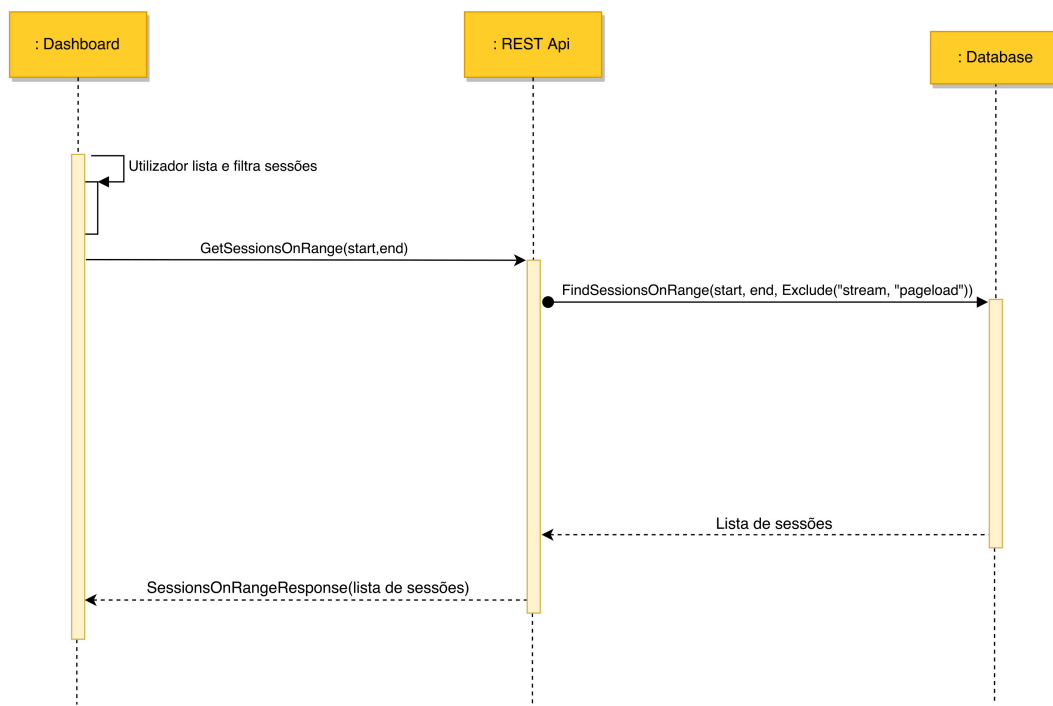 : Dashboard
: REST Api
: Database
Utilizador lista e filtra sessões
GetSessionsOnRange(start,end)
FindSessionsOnRange(start, end, Exclude("stream, "pageload"))
Lista de sessões
SessionsOnRangeResponse(lista de sessões)